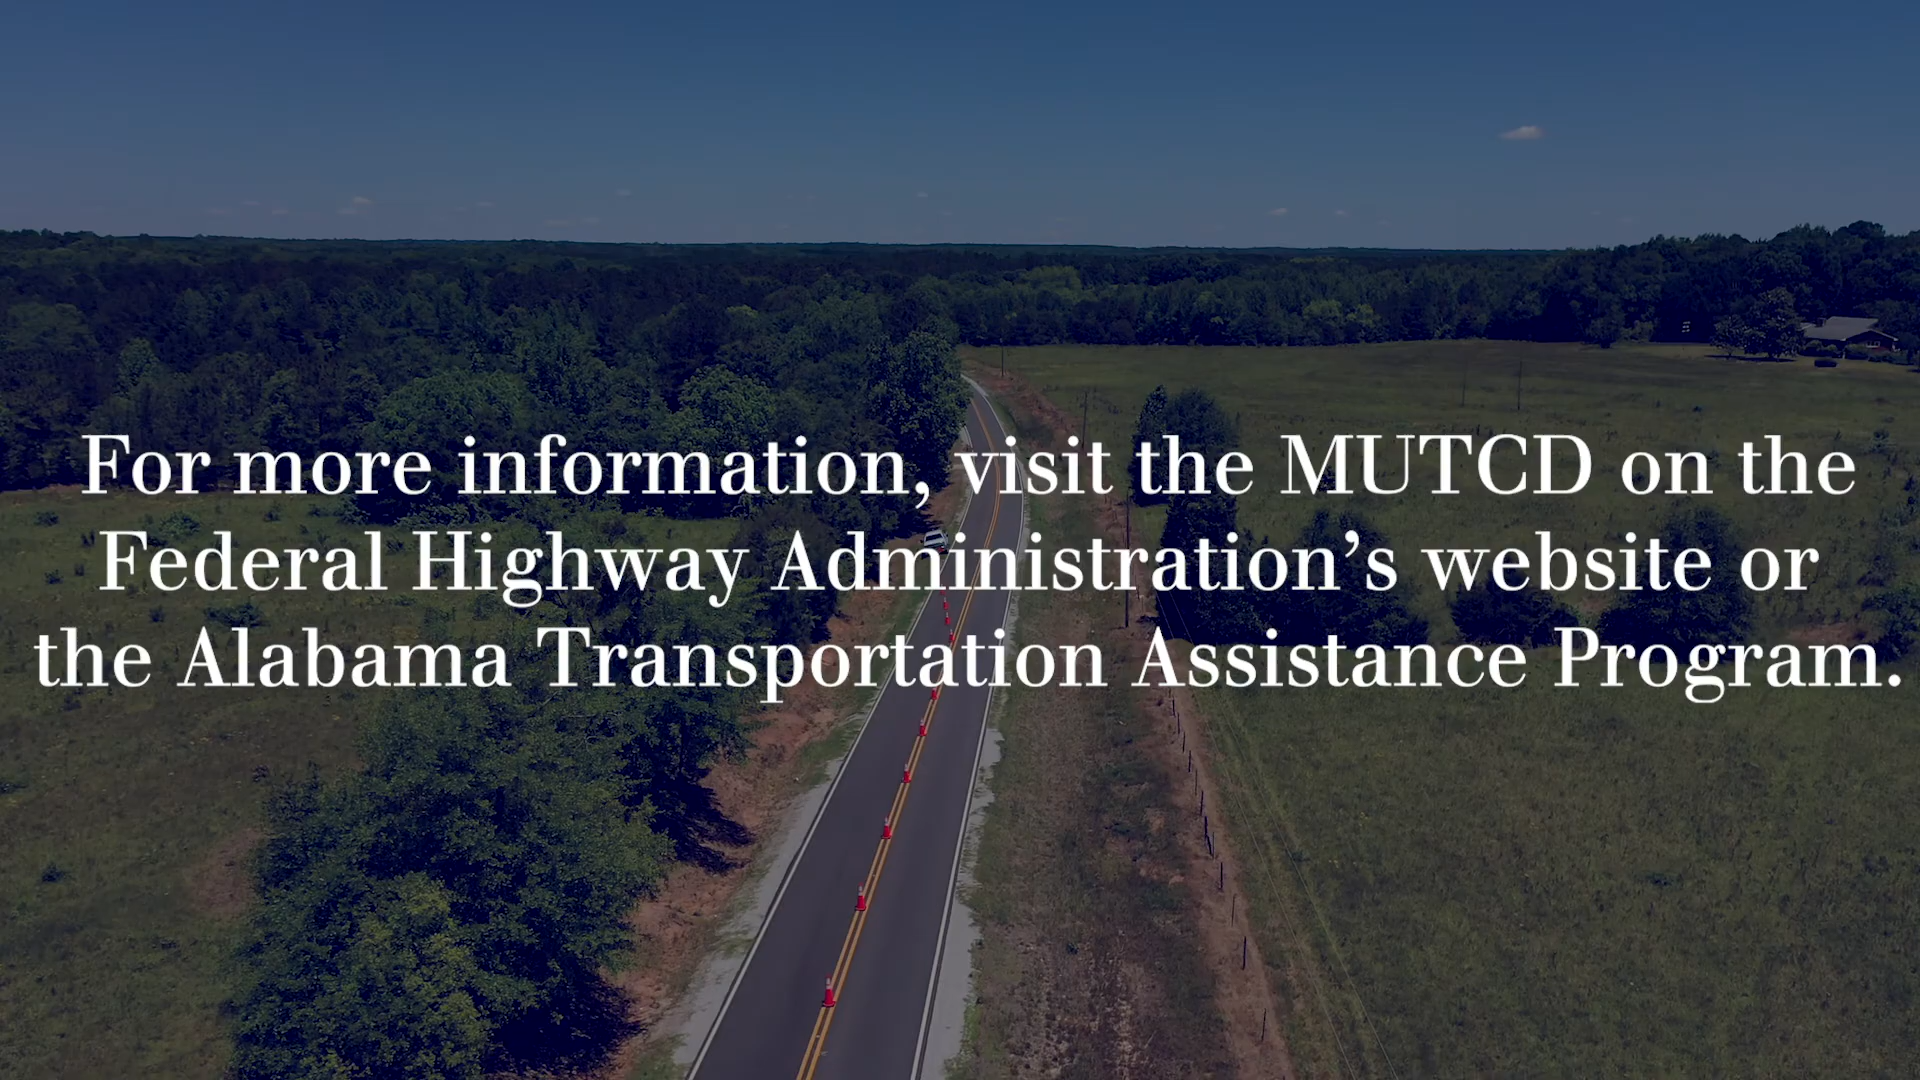 For more information, visit the MUTCD on the
Federal Highway Administration’s website or
the Alabama Transportation Assistance Program.